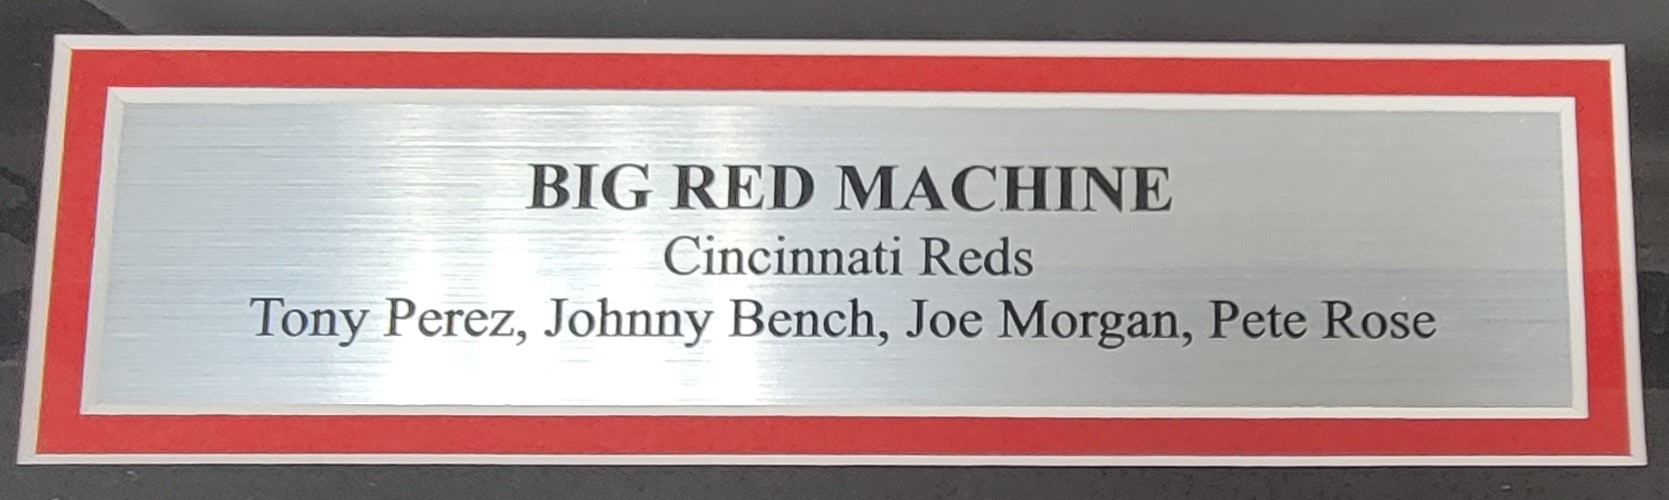 BIG RED MACHINE
Cincinnati Reds
Tony Perez, Johnny Bench, Joe Morgan, Pete Rose